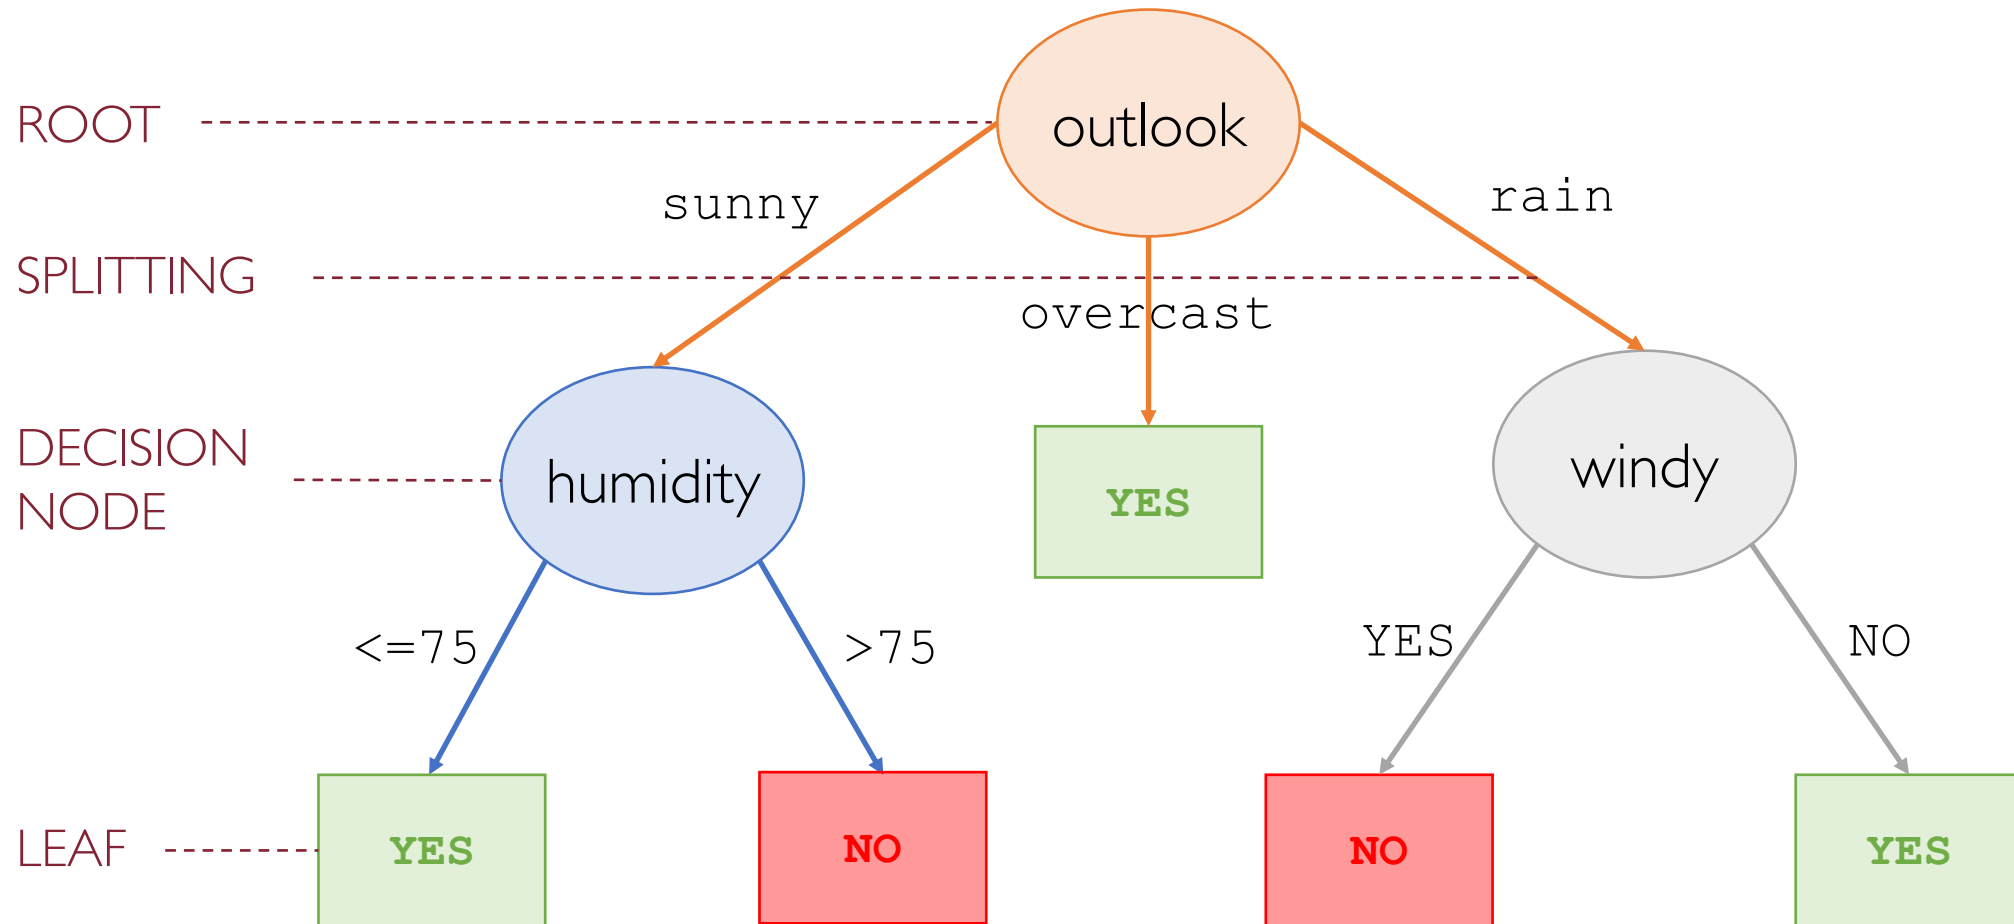 ROOT
outlook
sunny
rain
SPLITTING
overcast
DECISION
NODE
humidity
YES
windy
<=75
>75
YES
NO
LEAF
YES
NO
NO
YES